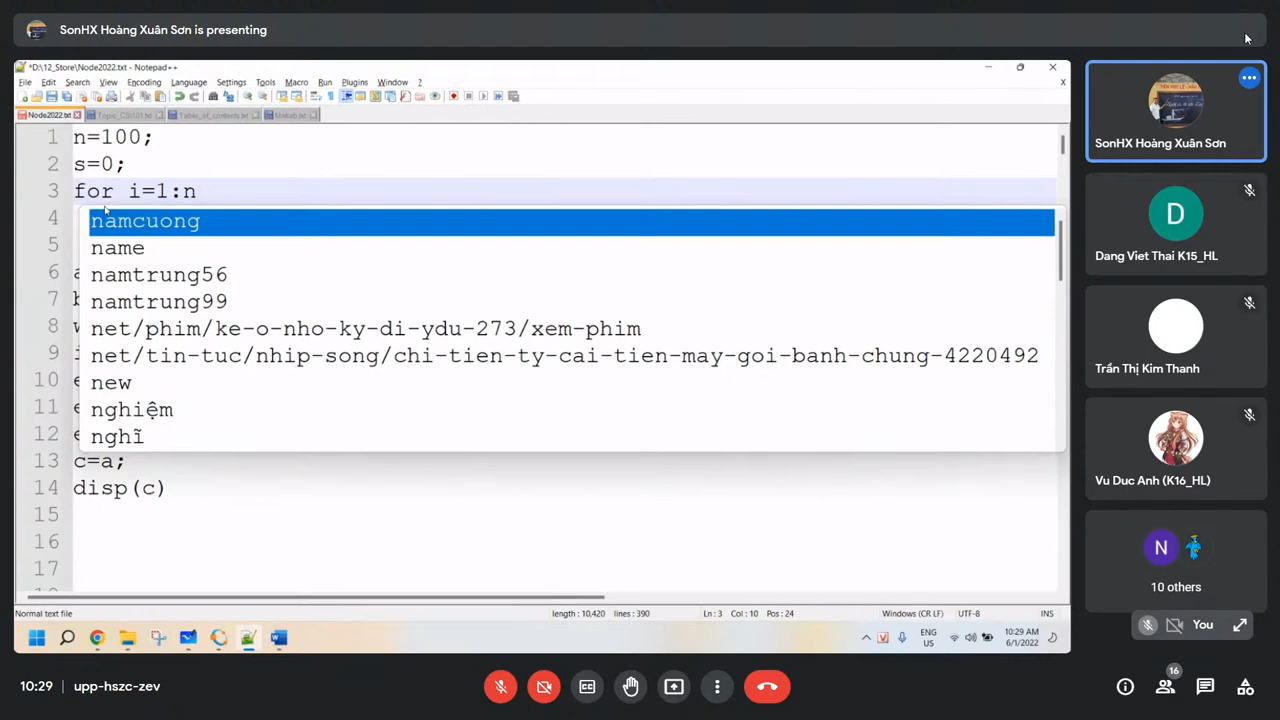 SonHX Hoàng Xuân Sơn is presenting
*D:\12_Store\Node2022.txt - Notepad++
File Edit Search View Encoding Language Settings Tools Macro Run Plugins Window ? X
Node2022.txt Topic_CSI101.txt Table_of_contents.txt Matlab.txt
1 n=100;
2 s=0;
3 for i=1:n
4 namcuong
5 name
6 a namtrung56
7 b namtrung99
8 w net/phim/ke-o-nho-ky-di-ydu-273/xem-phim
9 i net/tin-tuc/nhip-song/chi-tien-ty-cai-tien-may-goi-banh-chung-4220492
10 e new
11 e nghiệm
12 e nghĩ
13 c=a;
14 disp(c)
15
16
17
Normal text file length : 10,420 lines : 390 Ln : 3 Col : 10 Pos : 24 Windows (CR LF) UTF-8 INS
ENG
US
10:29 AM
6/1/2022
SonHX Hoàng Xuân Sơn
D
Dang Viet Thai K15_HL
Trần Thị Kim Thanh
Vu Duc Anh (K16_HL)
N
10 others
You
10:29 | upp-hszc-zev
16